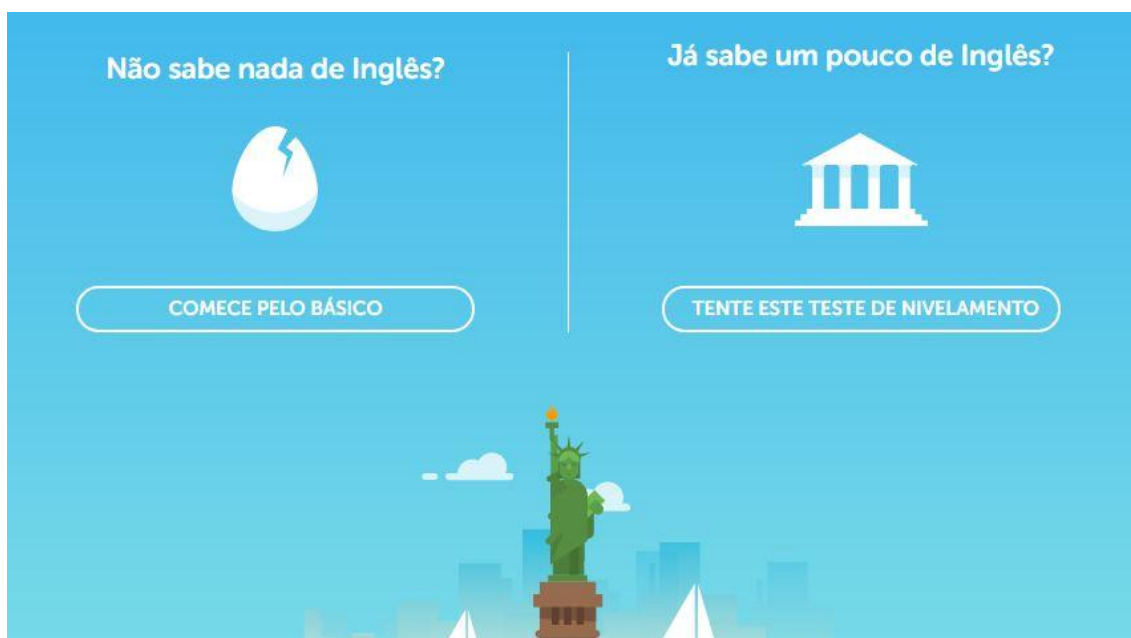 Não sabe nada de Inglês?
COMECE PELO BÁSICO
Já sabe um pouco de Inglês?
TENTE ESTE TESTE DE NIVELAMENTO